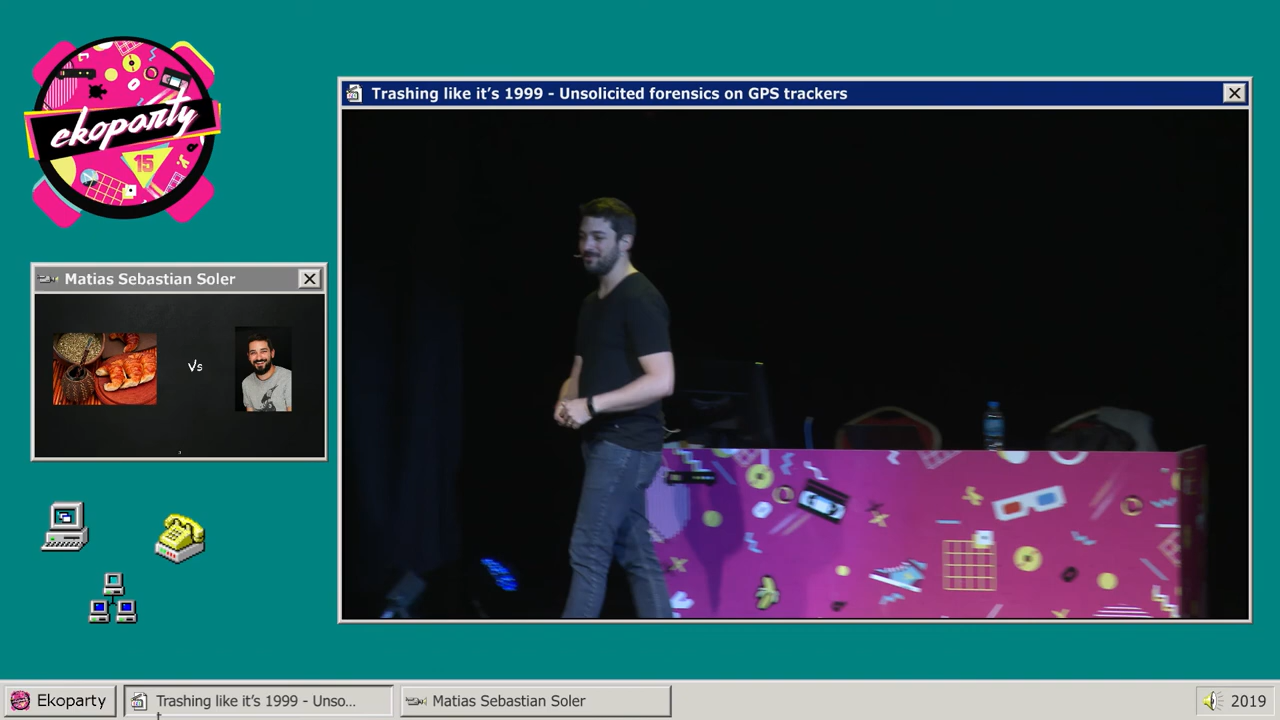 ekoparty
15
Trashing like it’s 1999 - Unsolicited forensics on GPS trackers
Matias Sebastian Soler
Vs
Ekoparty
Trashing like it’s 1999 - Unso...
Matias Sebastian Soler
2019